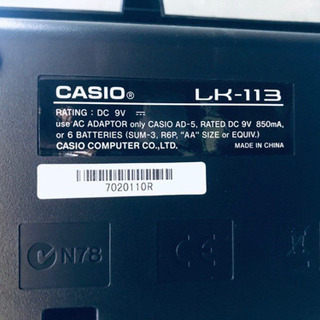 CASIO® LK-113
RATING : DC 9V ⎓
use AC ADAPTOR only CASIO AD-5, RATED DC 9V 850mA,
or 6 BATTERIES (SUM-3, R6P, "AA" SIZE or EQUIV.)
CASIO COMPUTER CO.,LTD. MADE IN CHINA
7020110R
N78 CE